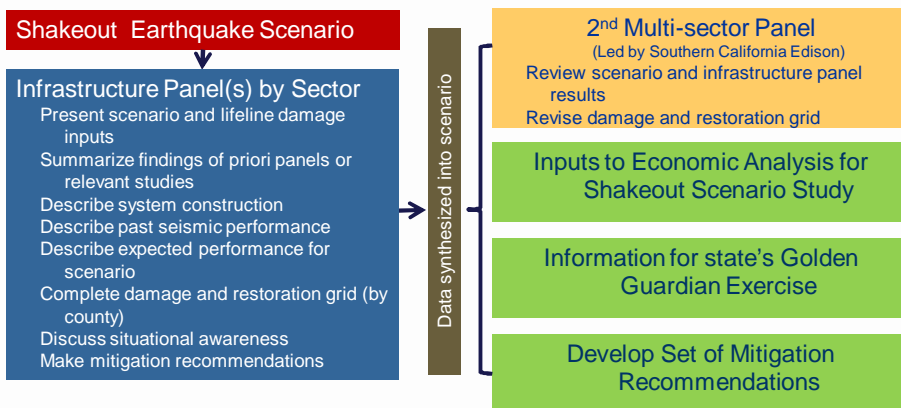 Shakeout Earthquake Scenario
Infrastructure Panel(s) by Sector
Present scenario and lifeline damage
inputs
Summarize findings of priori panels or
relevant studies
Describe system construction
Describe past seismic performance
Describe expected performance for
scenario
Complete damage and restoration grid (by
county)
Discuss situational awareness
Make mitigation recommendations
Data synthesized into scenario
2nd Multi-sector Panel
(Led by Southern California Edison)
Review scenario and infrastructure panel
results
Revise damage and restoration grid
Inputs to Economic Analysis for
Shakeout Scenario Study
Information for state's Golden
Guardian Exercise
Develop Set of Mitigation
Recommendations